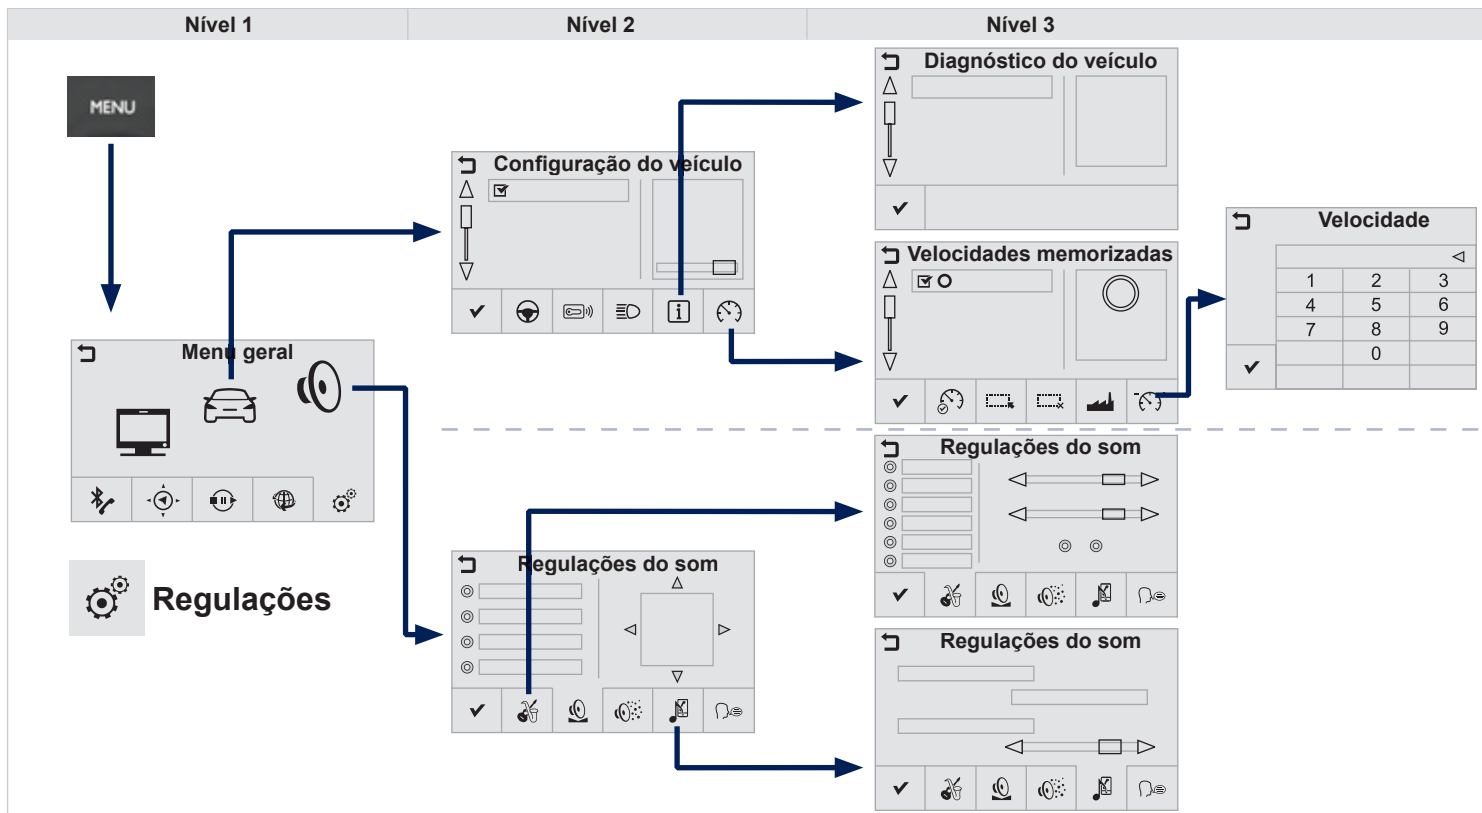 Nível 1
Nível 2
Nível 3
MENU
Menu geral
Regulações
Configuração do veículo
i
Regulações do som
Diagnóstico do veículo
Velocidades memorizadas
Velocidade
1 2 3
4 5 6
7 8 9
0
Regulações do som
Regulações do som